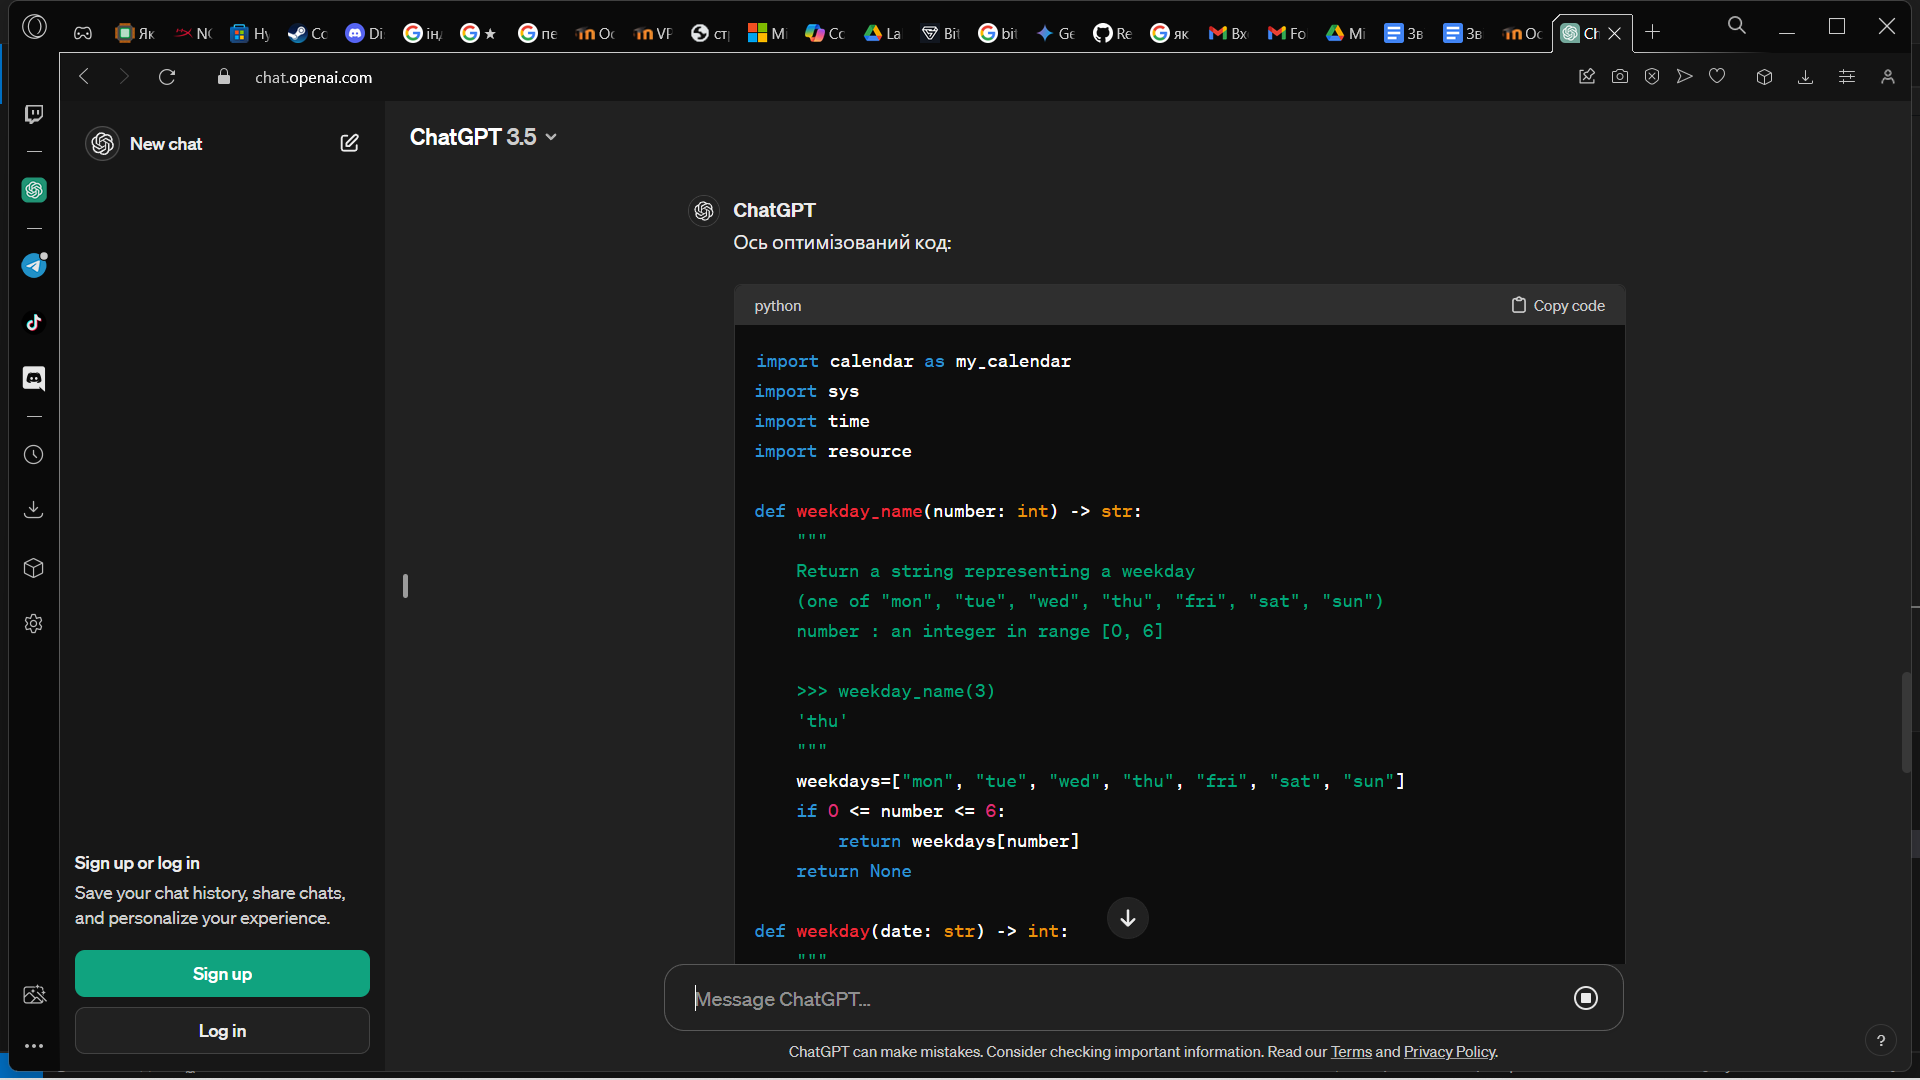 Як
NC
Ну
Cc
Di
ін
★
пе
Oc
VF
ст
Mi
Cc
La
Bit
bit
Ge
Re
як
Вх
Fo
Mi
Зв
Зв
Oc
Ch
chat.openai.com
New chat
ChatGPT 3.5
ChatGPT
Ось оптимізований код:
python
Copy code
import calendar as my_calendar
import sys
import time
import resource
def weekday_name(number: int) -> str:
"""
Return a string representing a weekday
(one of "mon", "tue", "wed", "thu", "fri", "sat", "sun")
number : an integer in range [0, 6]
>>> weekday_name(3)
'thu'
"""
weekdays=["mon", "tue", "wed", "thu", "fri", "sat", "sun"]
if 0 <= number <= 6:
return weekdays[number]
return None
def weekday(date: str) -> int:
"""
Sign up or log in
Save your chat history, share chats,
and personalize your experience.
Sign up
Log in
Message ChatGPT...
ChatGPT can make mistakes. Consider checking important information. Read our Terms and Privacy Policy.
?